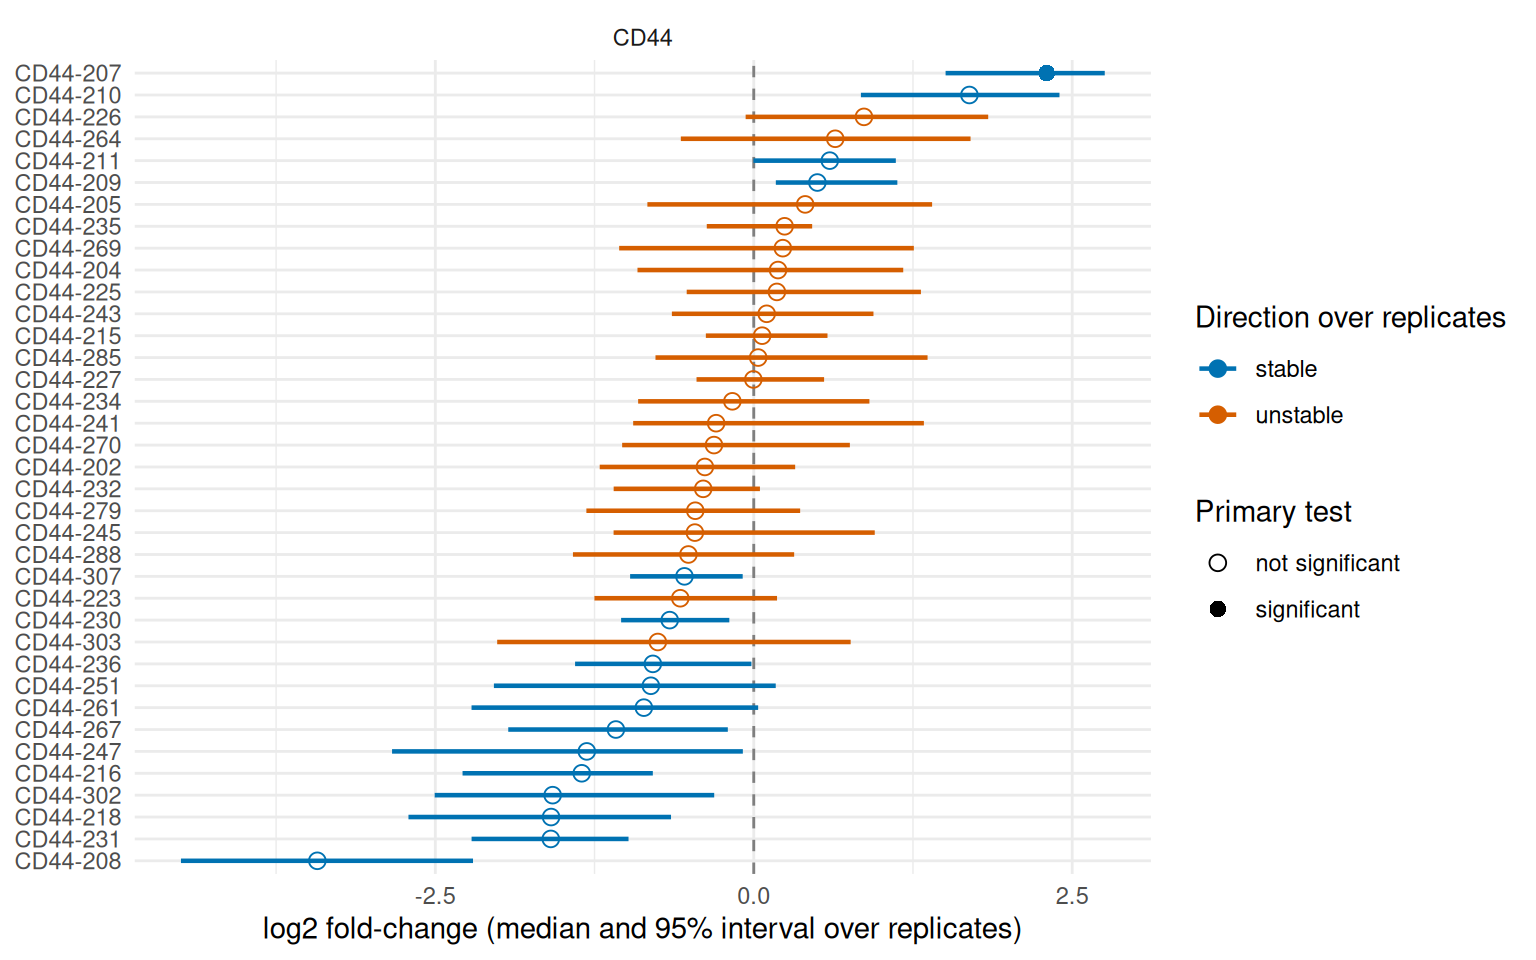 CD44
CD44-207
CD44-210
CD44-226
CD44-264
CD44-211
CD44-209
CD44-205
CD44-235
CD44-269
CD44-204
CD44-225
CD44-243
CD44-215
CD44-285
CD44-227
CD44-234
CD44-241
CD44-270
CD44-202
CD44-232
CD44-279
CD44-245
CD44-288
CD44-307
CD44-223
CD44-230
CD44-303
CD44-236
CD44-251
CD44-261
CD44-267
CD44-247
CD44-216
CD44-302
CD44-218
CD44-231
CD44-208
-2.5 0.0 2.5
log2 fold-change (median and 95% interval over replicates)
Direction over replicates
stable
unstable
Primary test
not significant
significant